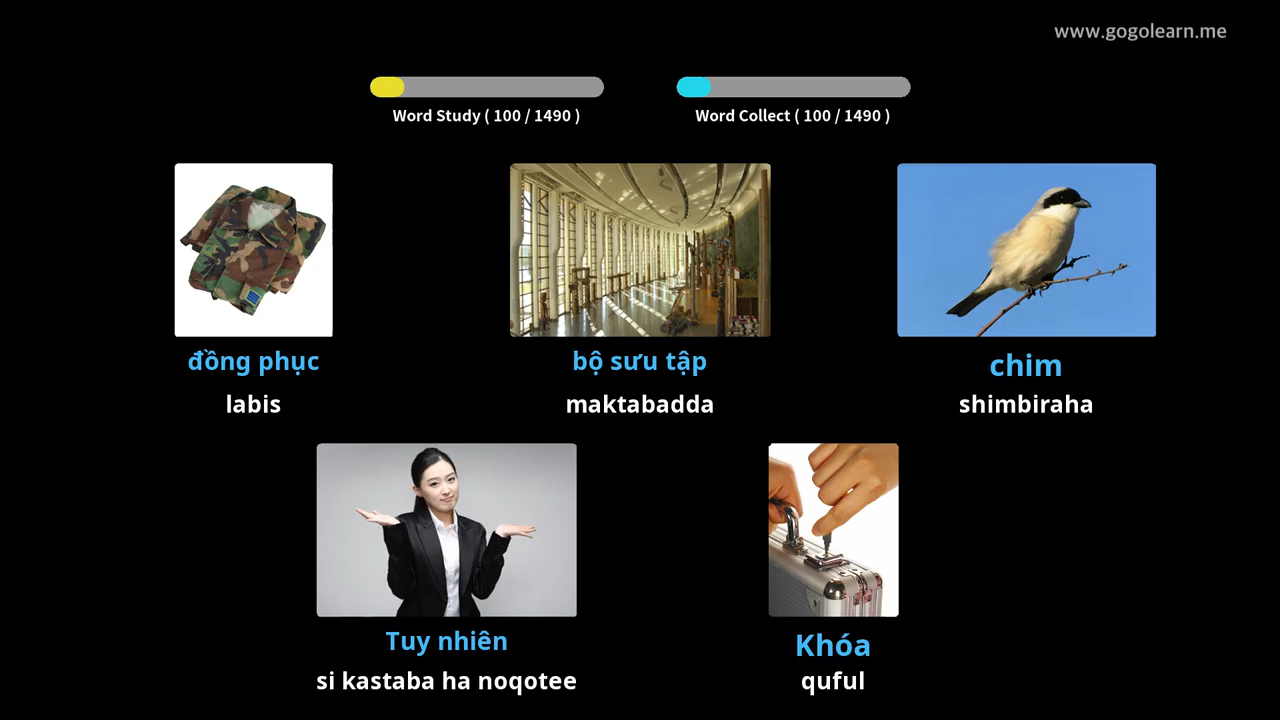 www.gogolearn.me
Word Study ( 100 / 1490 )
Word Collect ( 100 / 1490 )
đồng phục
labis
bộ sưu tập
maktabadda
chim
shimbiraha
Tuy nhiên
si kastaba ha noqotee
Khóa
quful